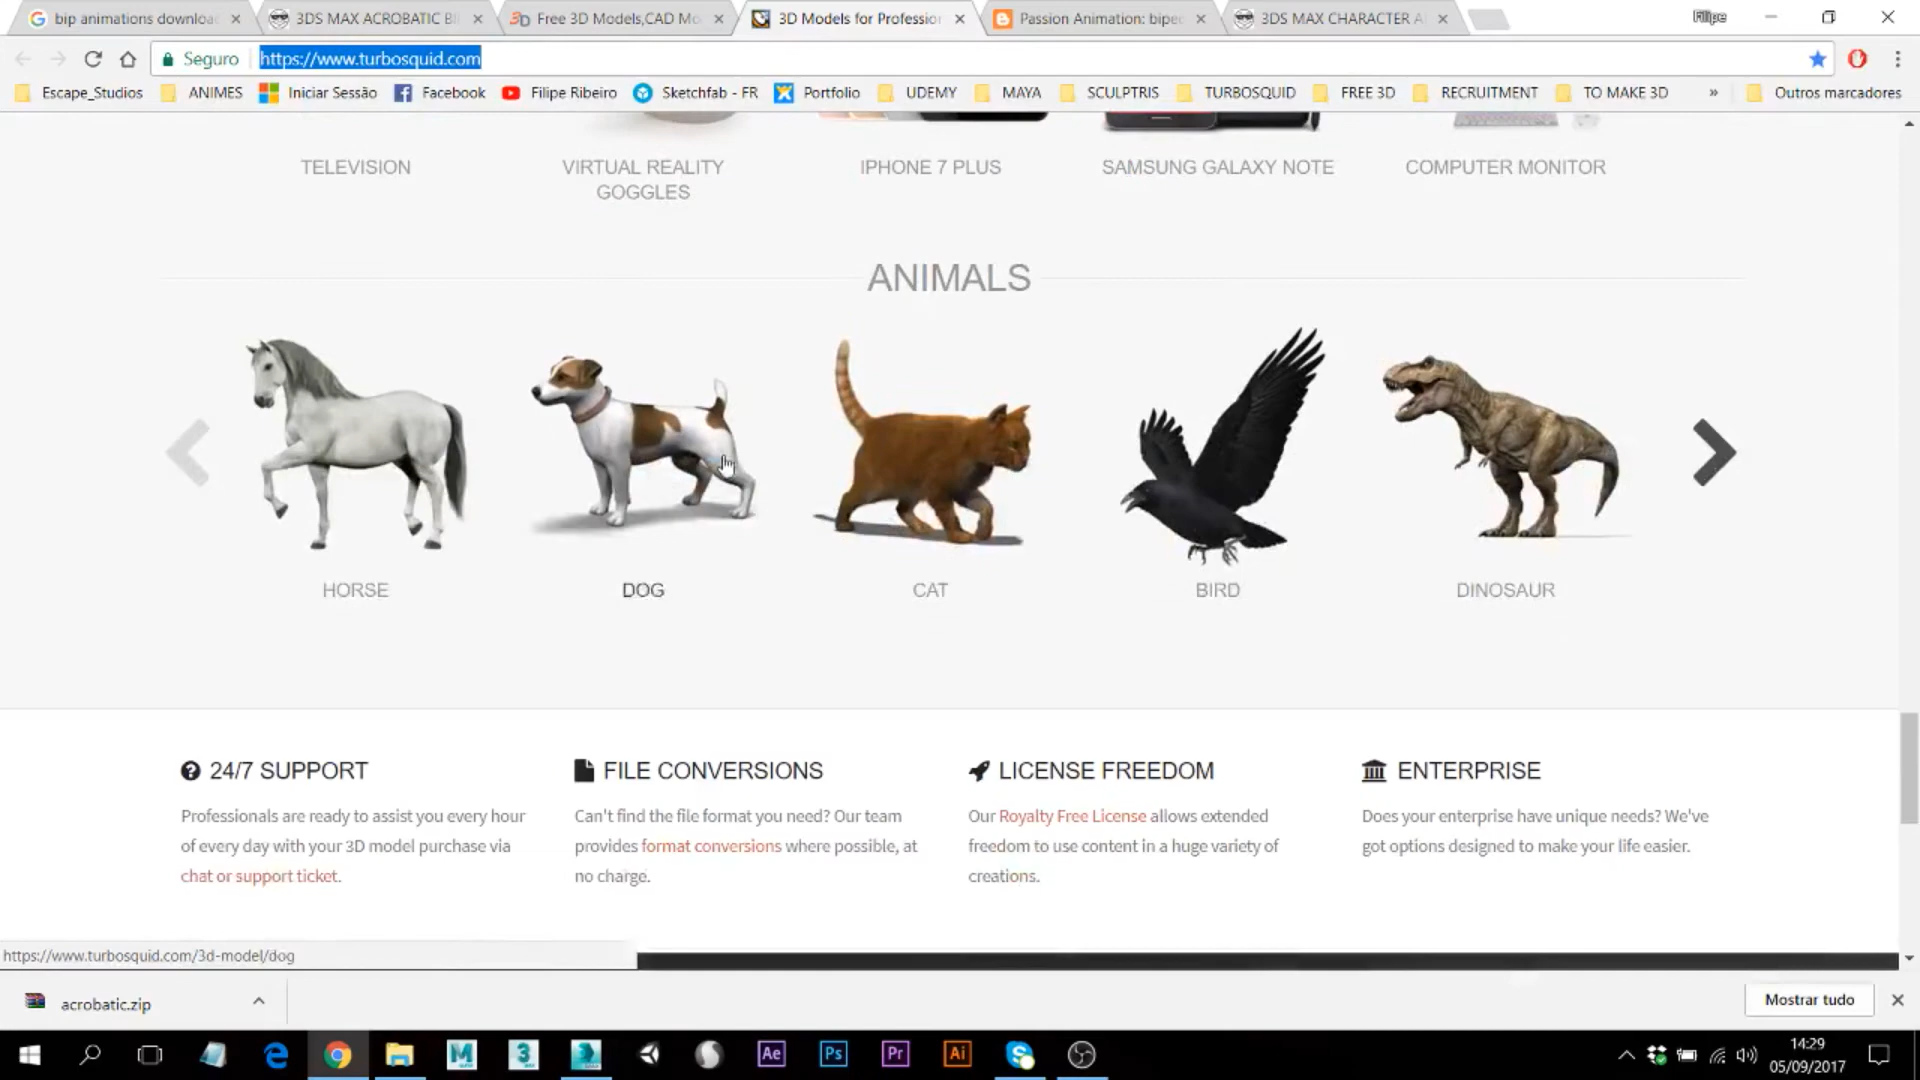 bip animations downloa
3DS MAX ACROBATIC BI
Free 3D Models,CAD Mo
3D Models for Profession
Passion Animation: bipec
3DS MAX CHARACTER A
Filipe
Seguro
https://www.turbosquid.com
Escape_Studios
ANIMES
Iniciar Sessão
Facebook
Filipe Ribeiro
Sketchfab - FR
Portfolio
UDEMY
MAYA
SCULPTRIS
TURBOSQUID
FREE 3D
RECRUITMENT
TO MAKE 3D
»
Outros marcadores
TELEVISION
VIRTUAL REALITY
GOGGLES
IPHONE 7 PLUS
SAMSUNG GALAXY NOTE
COMPUTER MONITOR
ANIMALS
HORSE
DOG
CAT
BIRD
DINOSAUR
24/7 SUPPORT
Professionals are ready to assist you every hour
of every day with your 3D model purchase via
chat or support ticket.
FILE CONVERSIONS
Can't find the file format you need? Our team
provides format conversions where possible, at
no charge.
LICENSE FREEDOM
Our Royalty Free License allows extended
freedom to use content in a huge variety of
creations.
ENTERPRISE
Does your enterprise have unique needs? We've
got options designed to make your life easier.
https://www.turbosquid.com/3d-model/dog
acrobatic.zip
Mostrar tudo
M
3
Ae
Ps
Pr
Ai
14:29
05/09/2017